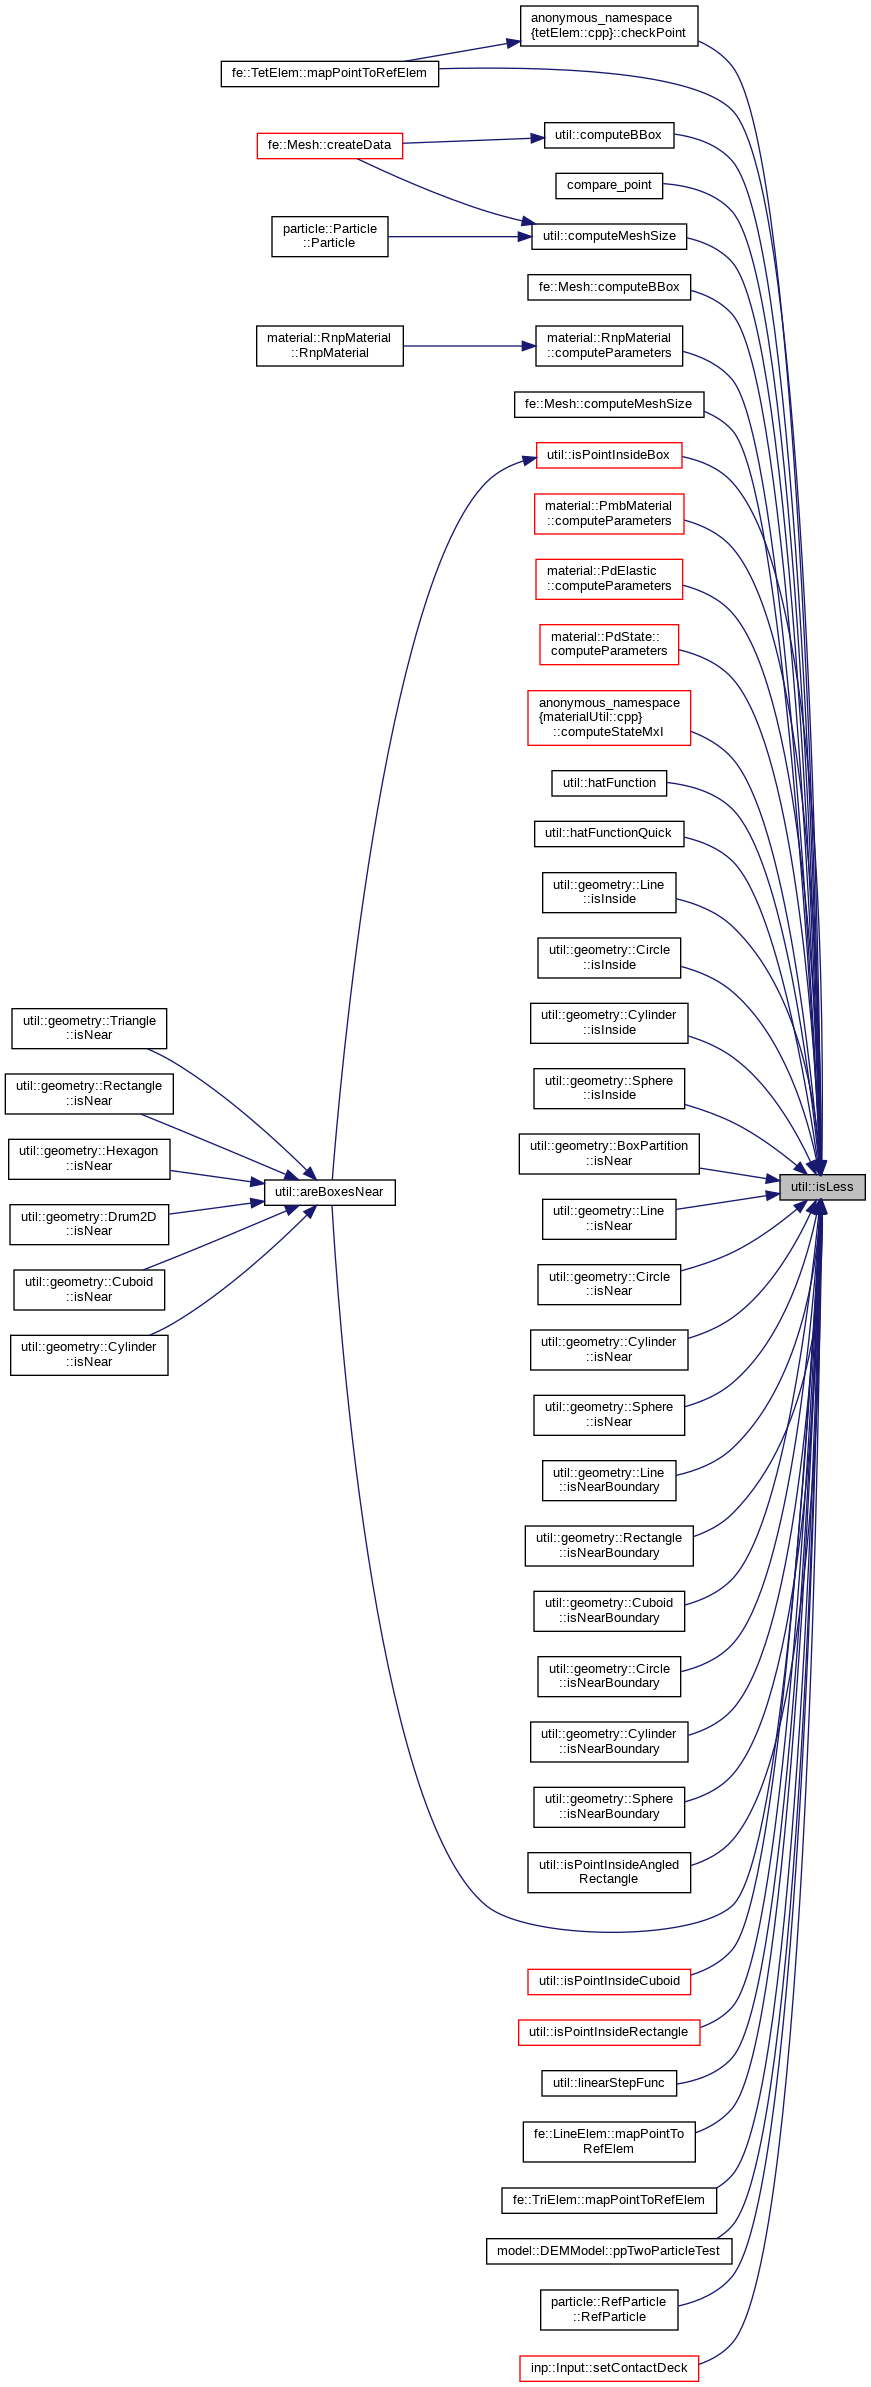 anonymous_namespace
{tetElem::cpp}::checkPoint
fe::TetElem::mapPointToRefElem
util::computeBBox
fe::Mesh::createData
compare_point
particle::Particle
::Particle
util::computeMeshSize
fe::Mesh::computeBBox
material::RnpMaterial
::RnpMaterial
material::RnpMaterial
::computeParameters
fe::Mesh::computeMeshSize
util::isPointInsideBox
material::PmbMaterial
::computeParameters
material::PdElastic
::computeParameters
material::PdState::
computeParameters
anonymous_namespace
{materialUtil::cpp}
::computeStateMxI
util::hatFunction
util::hatFunctionQuick
util::geometry::Line
::isInside
util::geometry::Circle
::isInside
util::geometry::Cylinder
::isInside
util::geometry::Sphere
::isInside
util::geometry::BoxPartition
::isNear
util::geometry::Line
::isNear
util::geometry::Circle
::isNear
util::geometry::Cylinder
::isNear
util::geometry::Sphere
::isNear
util::geometry::Line
::isNearBoundary
util::geometry::Rectangle
::isNearBoundary
util::geometry::Cuboid
::isNearBoundary
util::geometry::Circle
::isNearBoundary
util::geometry::Cylinder
::isNearBoundary
util::geometry::Sphere
::isNearBoundary
util::isPointInsideAngled
Rectangle
util::isPointInsideCuboid
util::isPointInsideRectangle
util::linearStepFunc
fe::LineElem::mapPointTo
RefElem
fe::TriElem::mapPointToRefElem
model::DEMModel::ppTwoParticleTest
particle::RefParticle
::RefParticle
inp::Input::setContactDeck
util::geometry::Triangle
::isNear
util::geometry::Rectangle
::isNear
util::geometry::Hexagon
::isNear
util::geometry::Drum2D
::isNear
util::geometry::Cuboid
::isNear
util::geometry::Cylinder
::isNear
util::areBoxesNear
util::isLess